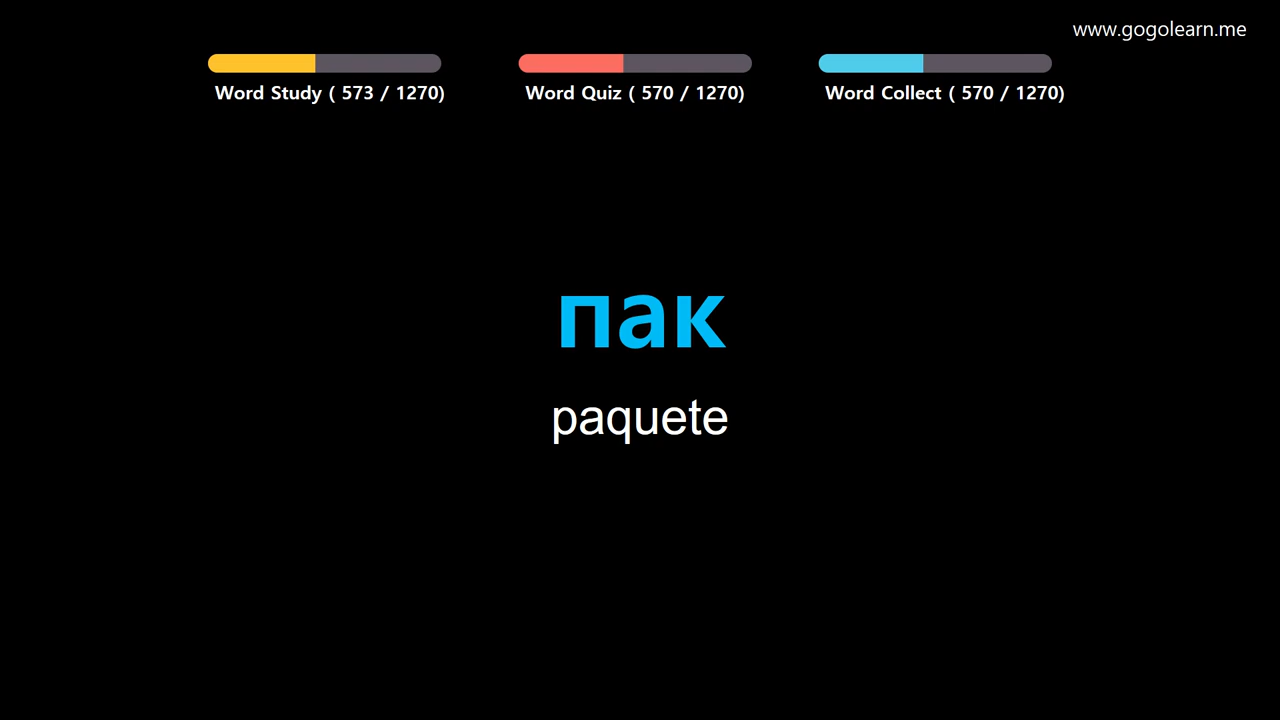 www.gogolearn.me
Word Study ( 573 / 1270)
Word Quiz ( 570 / 1270)
Word Collect ( 570 / 1270)
пак
paquete